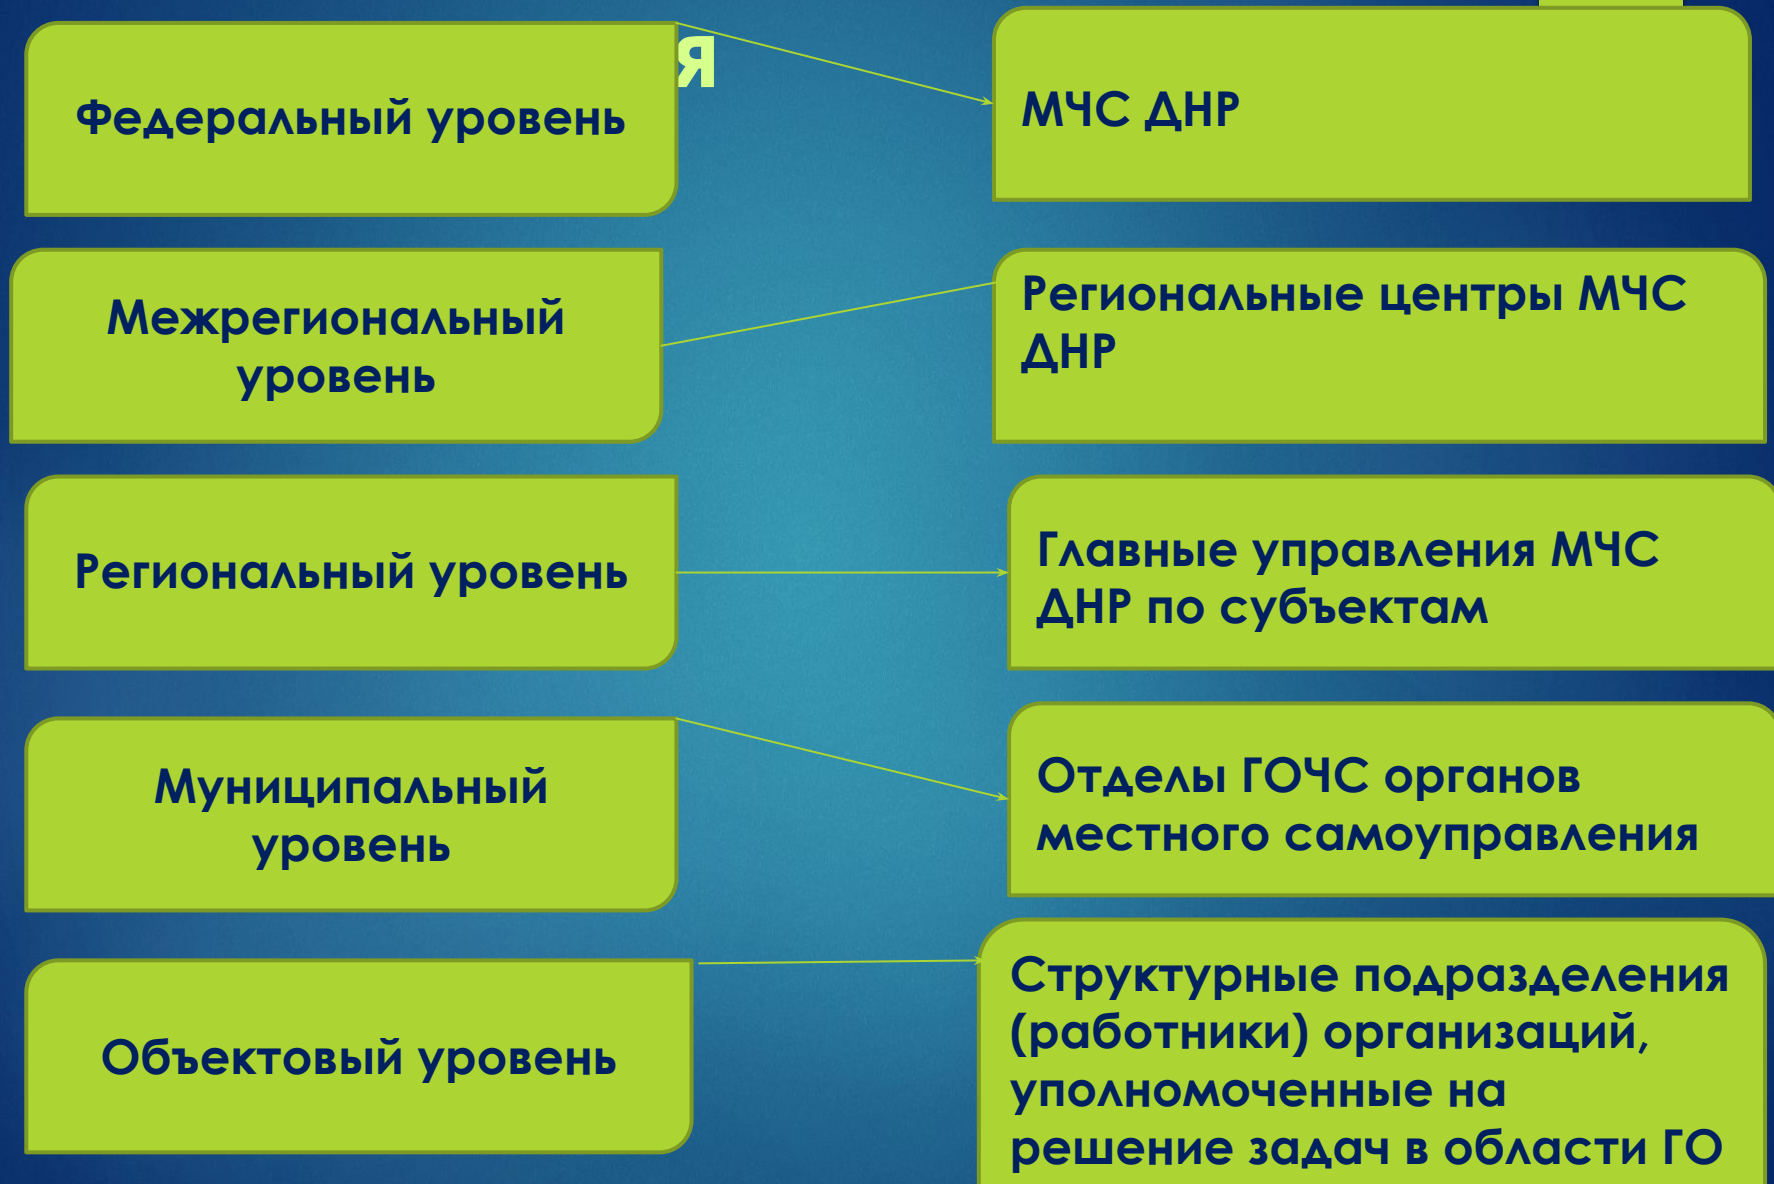 я
Федеральный уровень
МЧС ДНР
Межрегиональный
уровень
Региональные центры МЧС
ДНР
Региональный уровень
Главные управления МЧС
ДНР по субъектам
Муниципальный
уровень
Отделы ГОЧС органов
местного самоуправления
Объектовый уровень
Структурные подразделения
(работники) организаций,
уполномоченные на
решение задач в области ГО